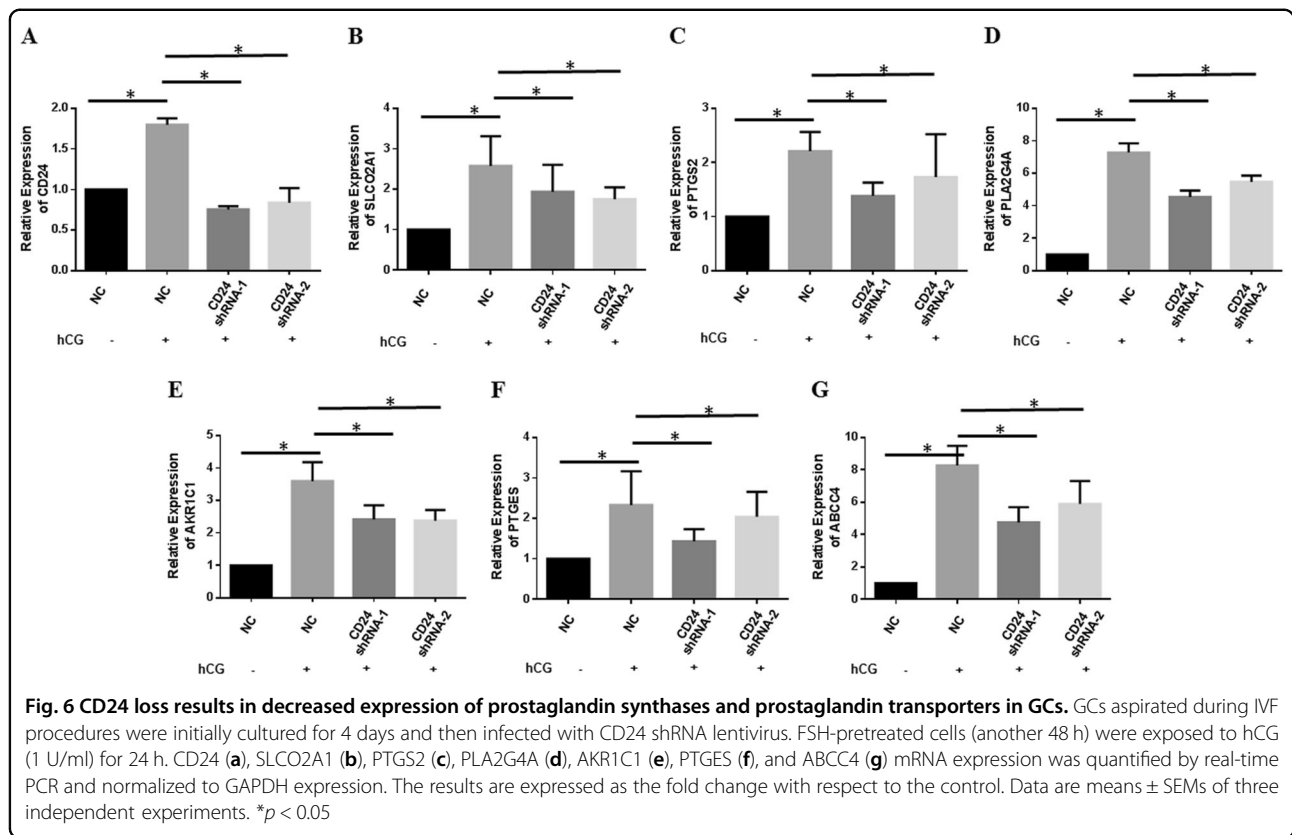 A
Relative Expression
of CD24
2.0
1.5
1.0
0.5
0.0
*
*
*
NC
NC
CD24
shRNA-1
CD24
shRNA-2
hCG - + + +
B
Relative Expression
of SLCO2A1
4
3
2
1
0
*
*
*
NC
NC
CD24
shRNA-1
CD24
shRNA-2
- + + +
C
Relative Expression
of PTGS2
3
2
1
0
*
*
*
NC
NC
CD24
shRNA-1
CD24
shRNA-2
hCG - + + +
D
Relative Expression
of PLA2G4A
10
8
6
4
2
0
*
*
*
NC
NC
CD24
shRNA-1
CD24
shRNA-2
hCG - + + +
E
Relative Expression
of AKR1C1
5
4
3
2
1
0
*
*
*
NC
NC
CD24
shRNA-1
CD24
shRNA-2
hCG - + + +
F
Relative Expression
of PTGES
4
3
2
1
0
*
*
*
NC
NC
CD24
shRNA-1
CD24
shRNA-2
hCG - + + +
G
Relative Expression
of ABCC4
10
8
6
4
2
0
*
*
*
NC
NC
CD24
shRNA-1
CD24
shRNA-2
hCG - + + +
Fig. 6 CD24 loss results in decreased expression of prostaglandin synthases and prostaglandin transporters in GCs. GCs aspirated during IVF
procedures were initially cultured for 4 days and then infected with CD24 shRNA lentivirus. FSH-pretreated cells (another 48 h) were exposed to hCG
(1 U/ml) for 24 h. CD24 (a), SLCO2A1 (b), PTGS2 (c), PLA2G4A (d), AKR1C1 (e), PTGES (f), and ABCC4 (g) mRNA expression was quantified by real-time
PCR and normalized to GAPDH expression. The results are expressed as the fold change with respect to the control. Data are means ± SEMs of three
independent experiments. *p < 0.05